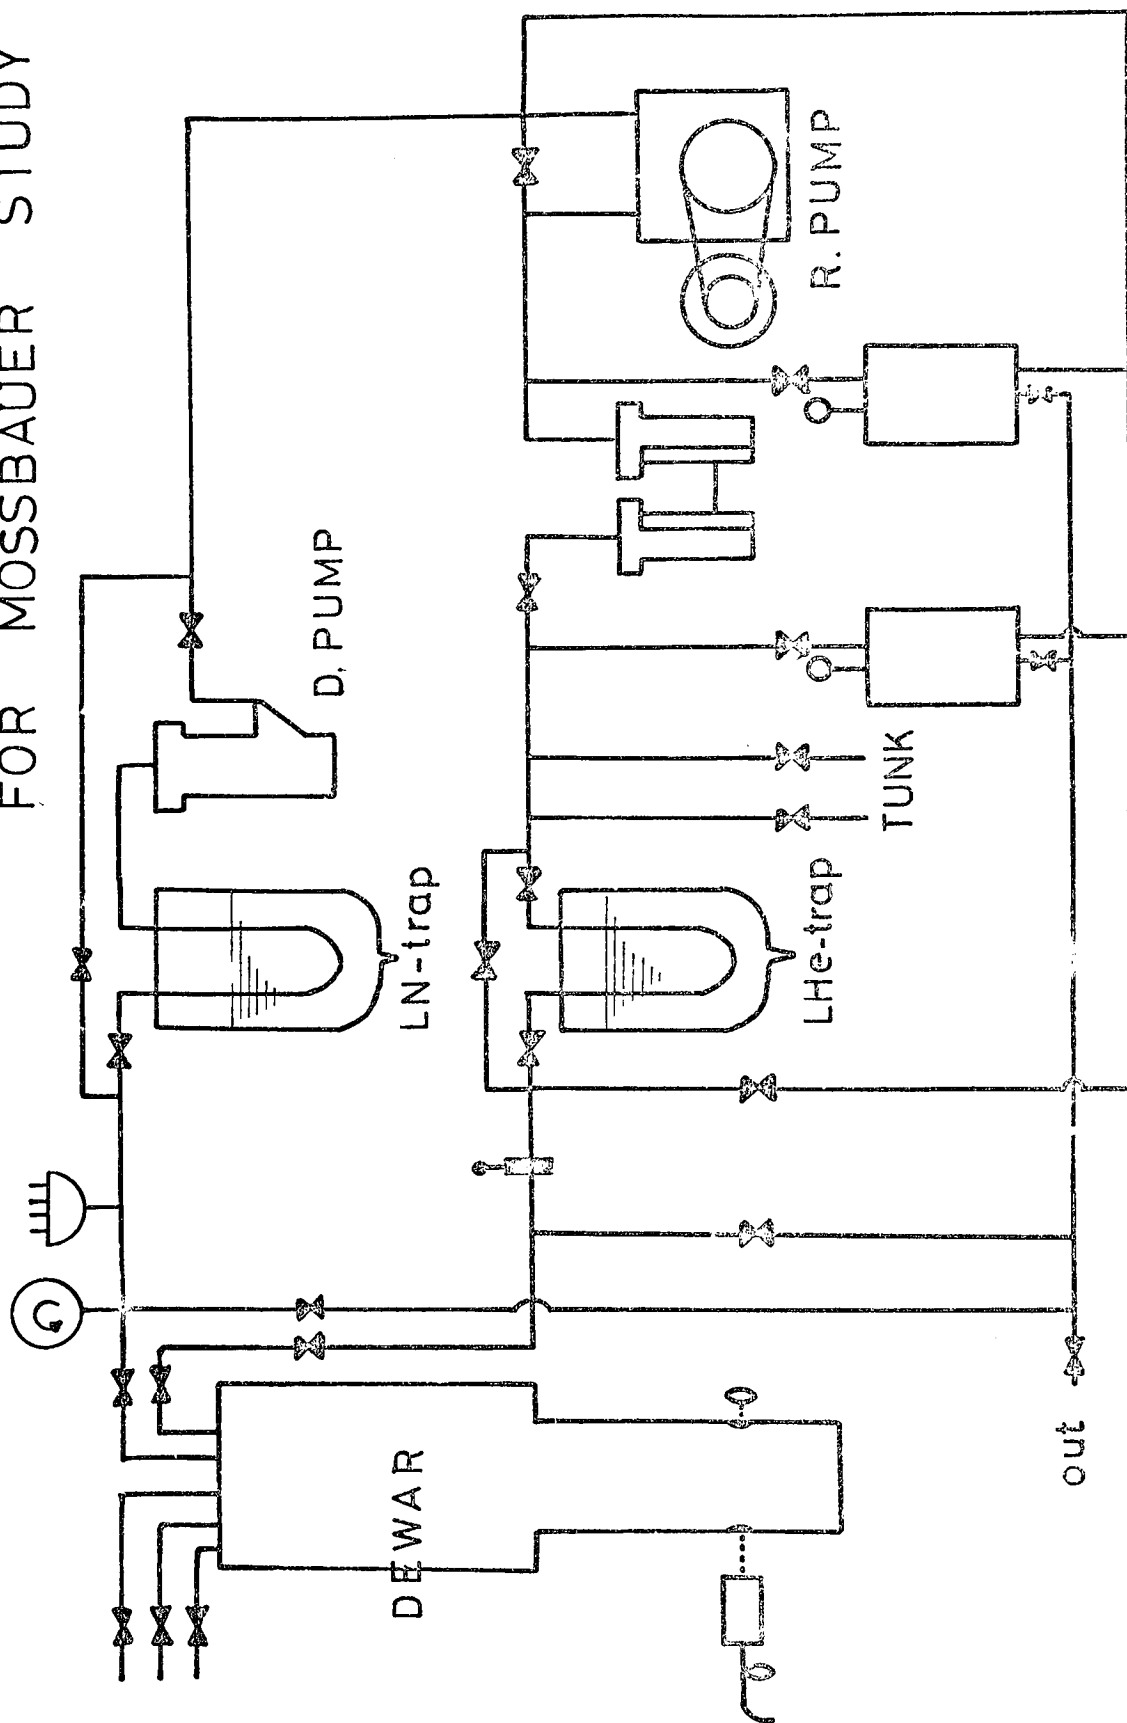 FOR MOSSBAUER STUDY
D. PUMP
R. PUMP
LN-trap
LHe-trap
TUNK
DEWAR
out